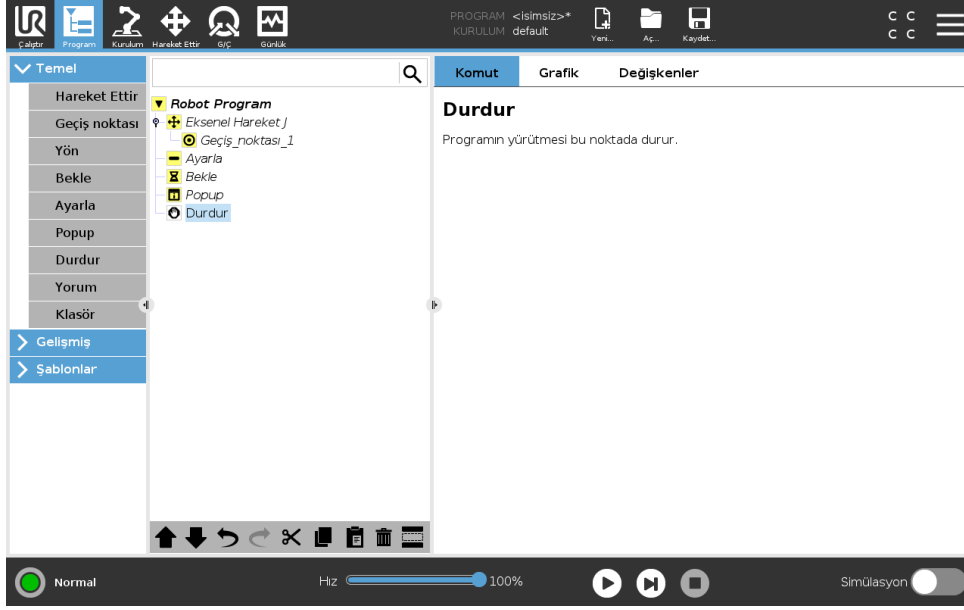 UR
PROGRAM <isimsiz>*
KURULUM default
C C
C C
Çalıştır Program Kurulum Hareket Ettir G/Ç Günlük Yeni... Aç... Kaydet...
Temel
Hareket Ettir
Geçiş noktası
Yön
Bekle
Ayarla
Popup
Durdur
Yorum
Klasör
Gelişmiş
Şablonlar
Robot Program
Eksenel Hareket J
Geçiş_noktası_1
Ayarla
Bekle
Popup
Durdur
Komut Grafik Değişkenler
Durdur
Programın yürütmesi bu noktada durur.
Normal
Hız 100%
Simülasyon